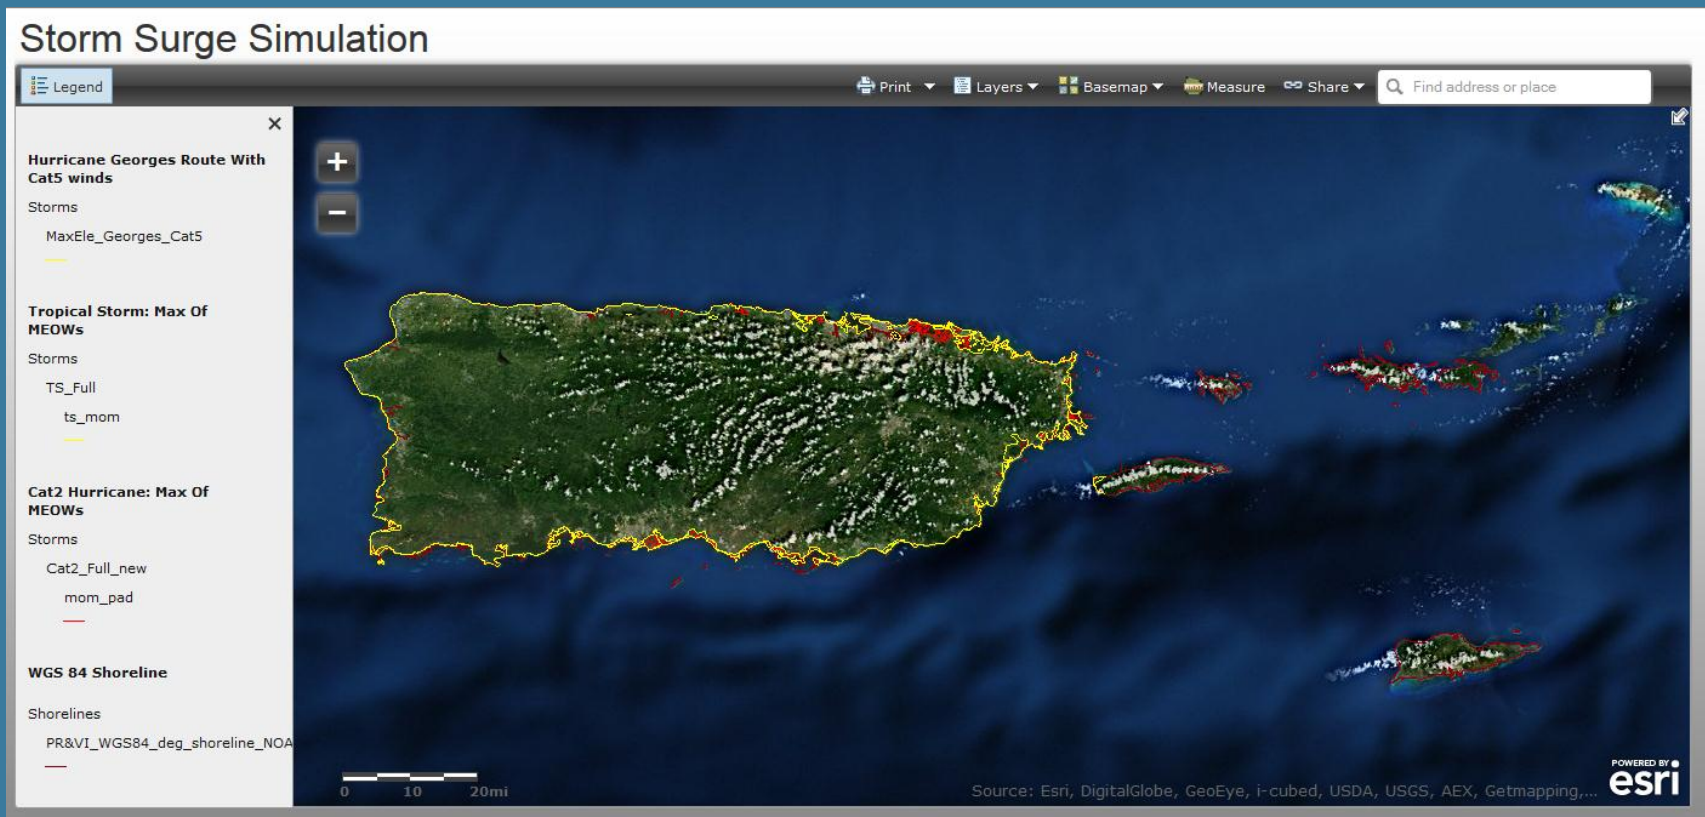 Storm Surge Simulation
Legend
Print
Layers
Basemap
Measure
Share
Find address or place
Hurricane Georges Route With
Cat5 winds
Storms
MaxEle_Georges_Cat5
Tropical Storm: Max Of
MEOWs
Storms
TS_Full
ts_mom
Cat2 Hurricane: Max Of
MEOWs
Storms
Cat2_Full_new
mom_pad
WGS 84 Shoreline
Shorelines
PR&VI_WGS84_deg_shoreline_NOA
0 10 20mi
Source: Esri, DigitalGlobe, GeoEye, i-cubed, USDA, USGS, AEX, Getmapping,...
POWERED BY
esri